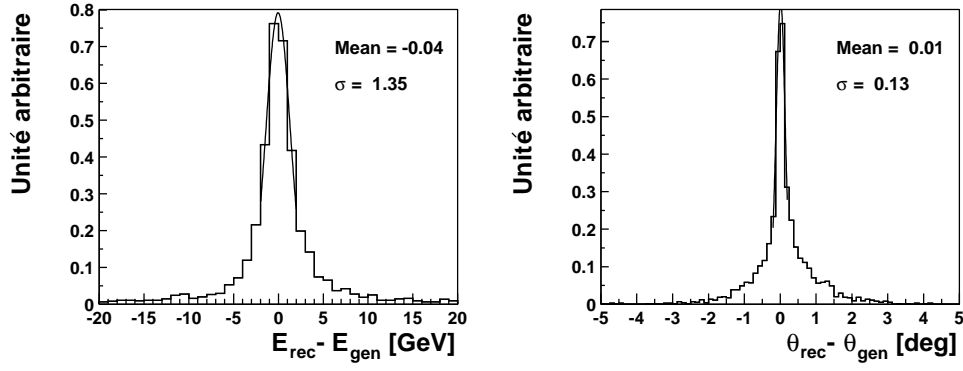 Unité arbitraire
0.8
0.7
0.6
0.5
0.4
0.3
0.2
0.1
0
Mean = -0.04
σ = 1.35
-20 -15 -10 -5 0 5 10 15 20
E_rec - E_gen [GeV]
Unité arbitraire
0.7
0.6
0.5
0.4
0.3
0.2
0.1
0
Mean = 0.01
σ = 0.13
-5 -4 -3 -2 -1 0 1 2 3 4 5
θ_rec - θ_gen [deg]